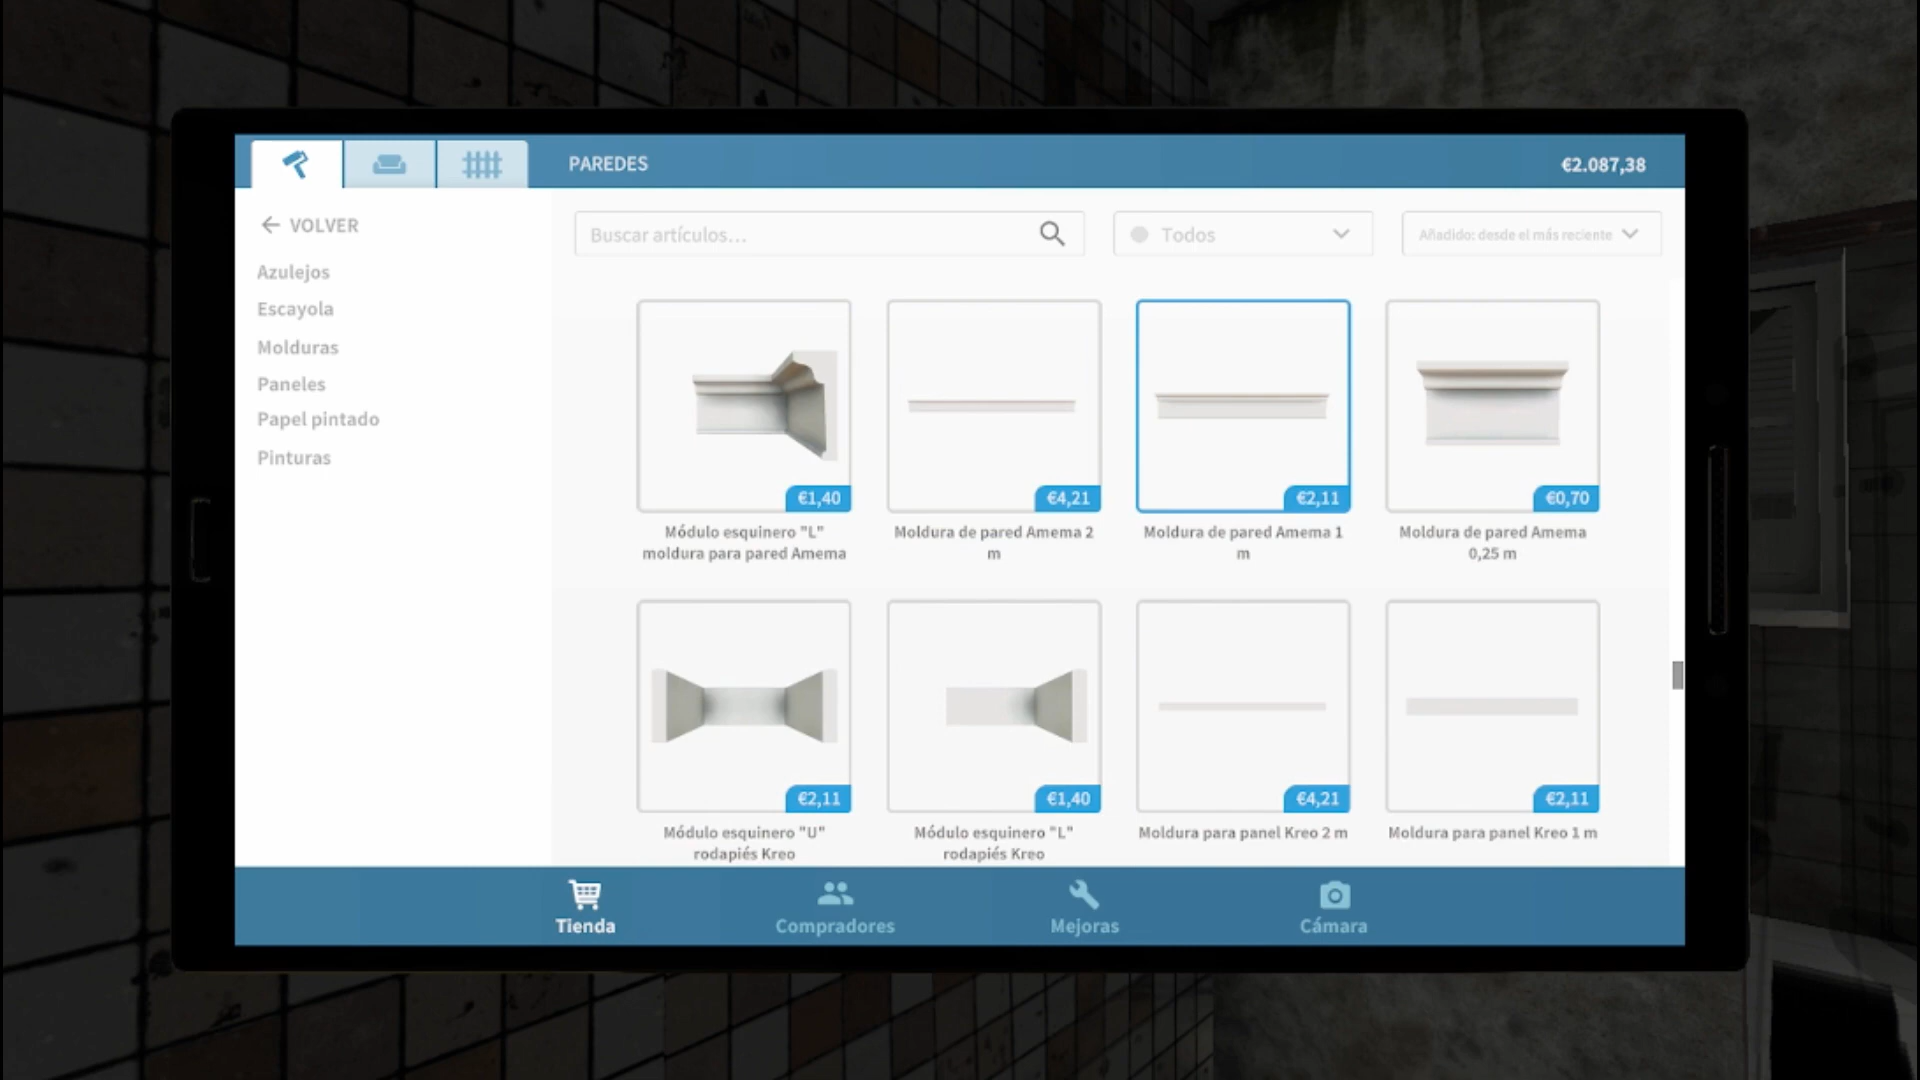 PAREDES
€2.087,38
VOLVER
Azulejos
Escayola
Molduras
Paneles
Papel pintado
Pinturas
Buscar artículos...
Todos
Añadido: desde el más reciente
€1,40
€4,21
€2,11
€0,70
Módulo esquinero "L"
moldura para pared Amema
Moldura de pared Amema 2
m
Moldura de pared Amema 1
m
Moldura de pared Amema
0,25 m
€2,11
€1,40
€4,21
€2,11
Módulo esquinero "U"
rodapiés Kreo
Módulo esquinero "L"
rodapiés Kreo
Moldura para panel Kreo 2 m
Moldura para panel Kreo 1 m
Tienda
Compradores
Mejoras
Cámara